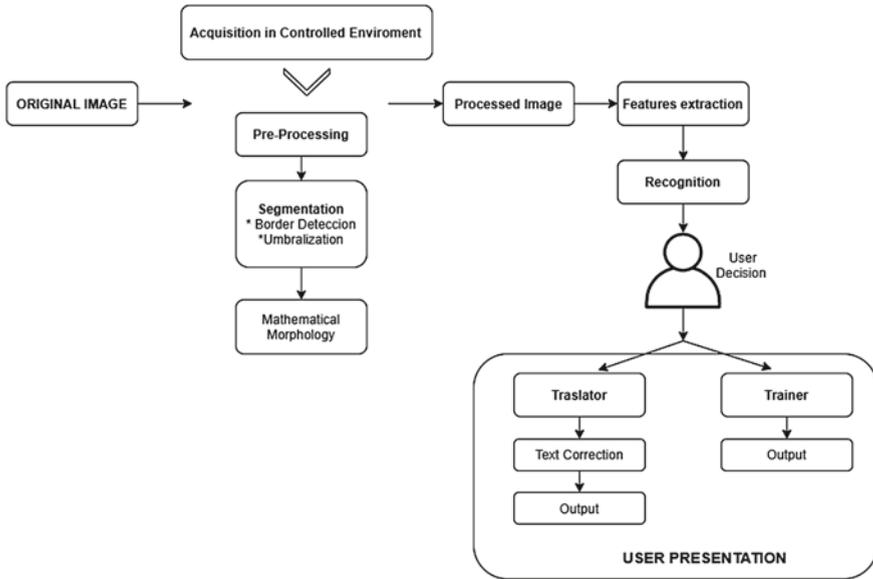 Acquisition in Controlled Enviroment
ORIGINAL IMAGE
Pre-Processing
Segmentation
* Border Deteccion
*Umbralization
Mathematical
Morphology
Processed Image
Features extraction
Recognition
User
Decision
Traslator
Text Correction
Output
Trainer
Output
USER PRESENTATION